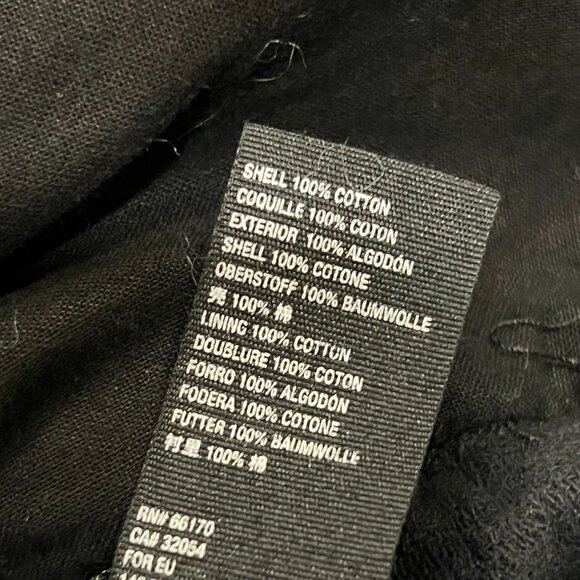 SHELL 100% COTTON
COQUILLE 100% COTON
EXTERIOR 100% ALGODÓN
SHELL 100% COTONE
OBERSTOFF 100% BAUMWOLLE
壳 100% 棉
LINING 100% COTTON
DOUBLURE 100% COTON
FORRO 100% ALGODÓN
FODERA 100% COTONE
FUTTER 100% BAUMWOLLE
衬里 100% 棉
RN# 66170
CA# 32054
FOR EU